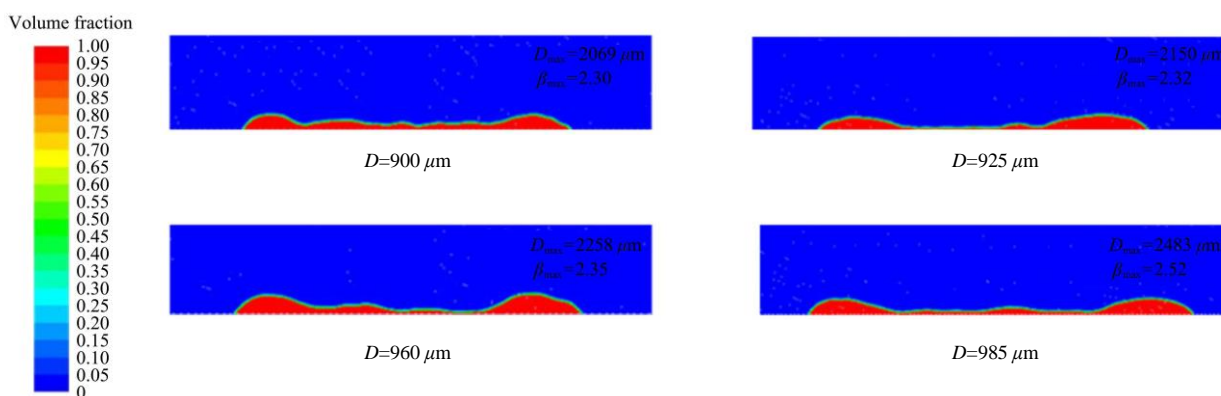 Volume fraction
1.00
0.95
0.90
0.85
0.80
0.75
0.70
0.65
0.60
0.55
0.50
0.45
0.40
0.35
0.30
0.25
0.20
0.15
0.10
0.05
0
Dmax=2069 μm
βmax=2.30
D=900 μm
Dmax=2150 μm
βmax=2.32
D=925 μm
Dmax=2258 μm
βmax=2.35
D=960 μm
Dmax=2483 μm
βmax=2.52
D=985 μm